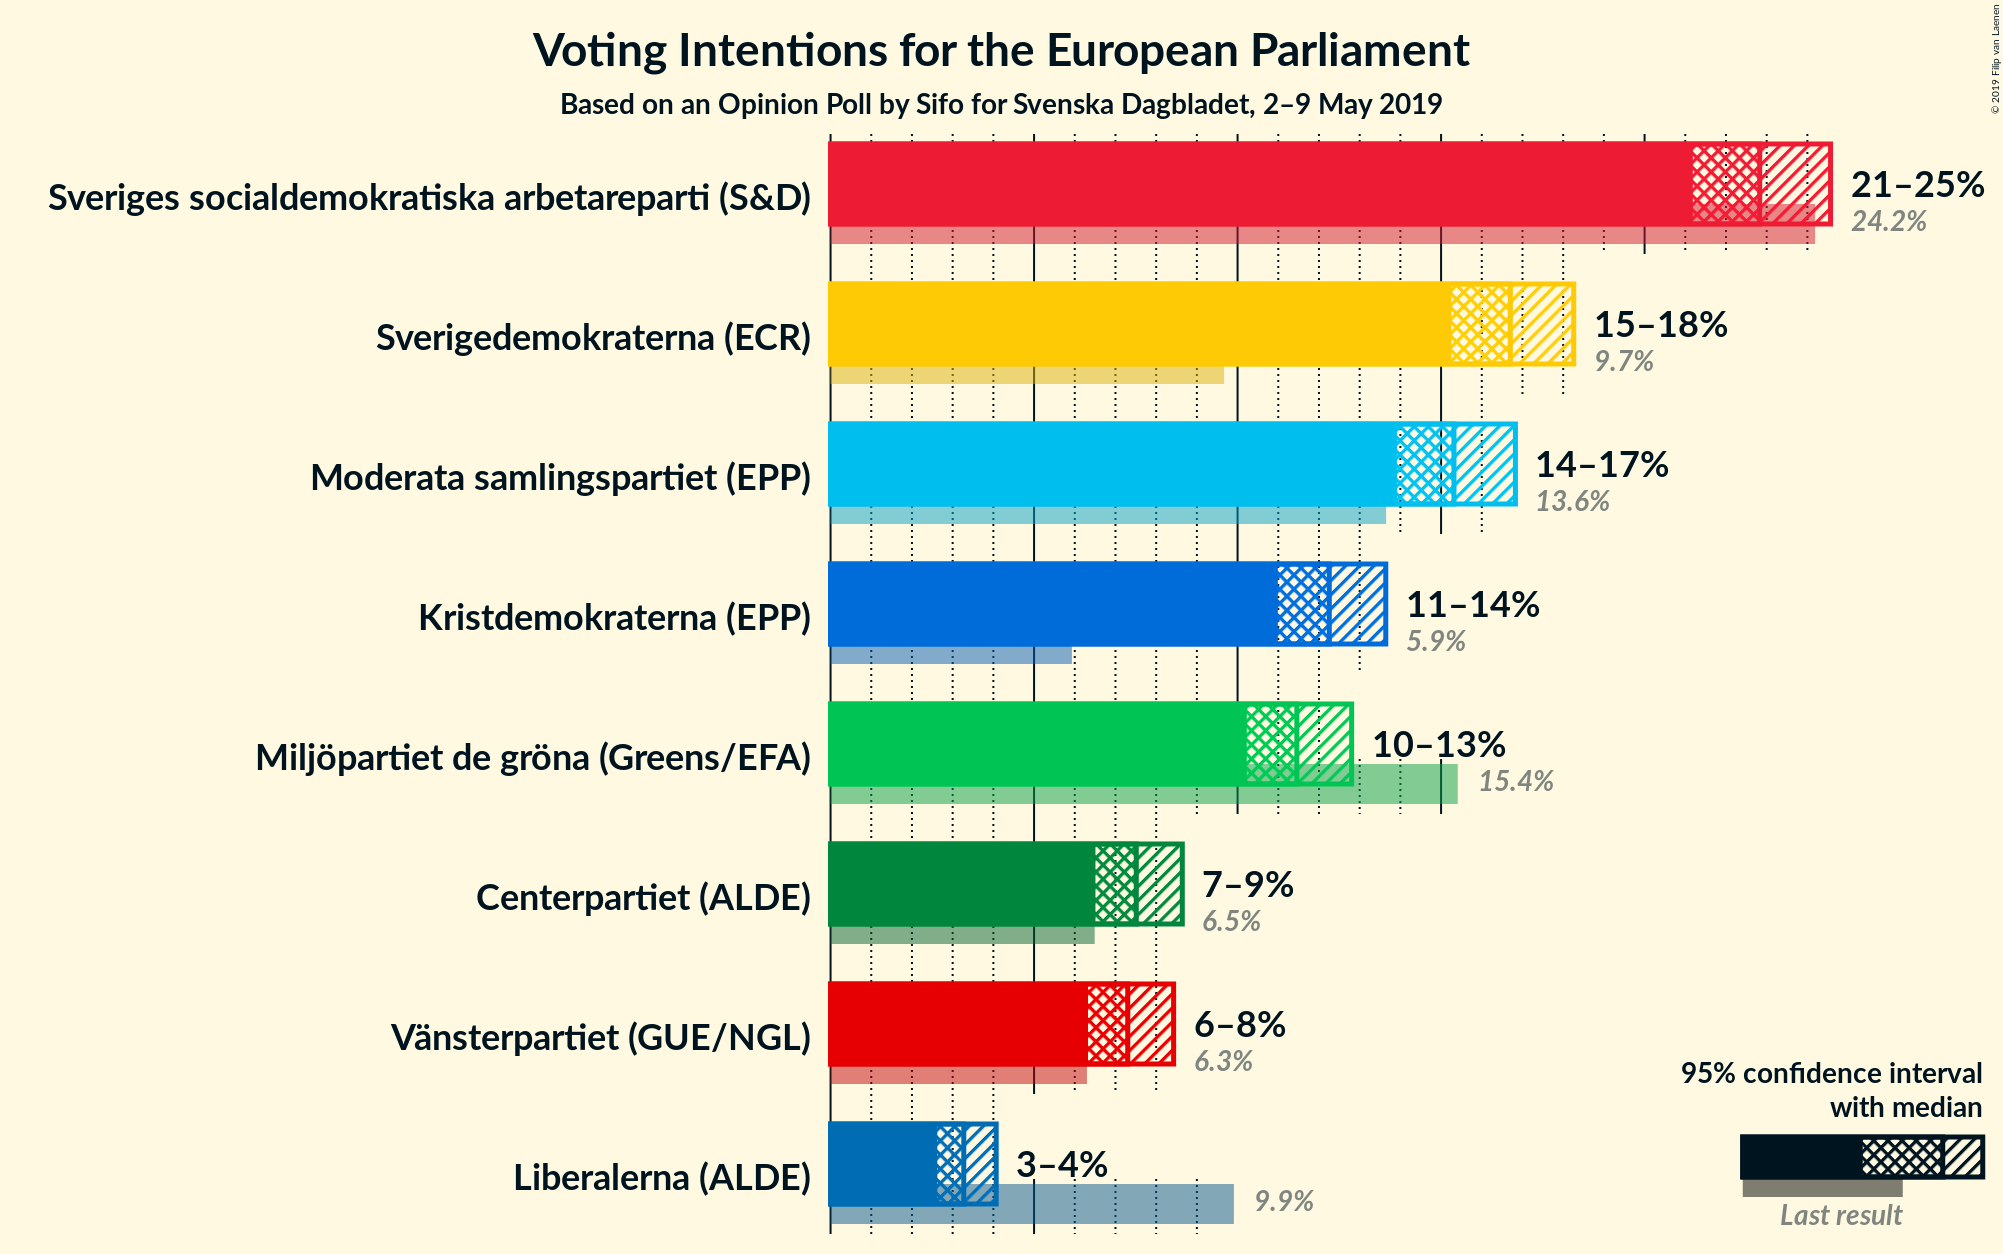 Voting Intentions for the European Parliament
Based on an Opinion Poll by Sifo for Svenska Dagbladet, 2–9 May 2019
© 2019 Filip van Laenen
Sveriges socialdemokratiska arbetareparti (S&D)
21–25%
24.2%
Sverigedemokraterna (ECR)
15–18%
9.7%
Moderata samlingspartiet (EPP)
14–17%
13.6%
Kristdemokraterna (EPP)
11–14%
5.9%
Miljöpartiet de gröna (Greens/EFA)
10–13%
15.4%
Centerpartiet (ALDE)
7–9%
6.5%
Vänsterpartiet (GUE/NGL)
6–8%
6.3%
Liberalerna (ALDE)
3–4%
9.9%
95% confidence interval
with median
Last result